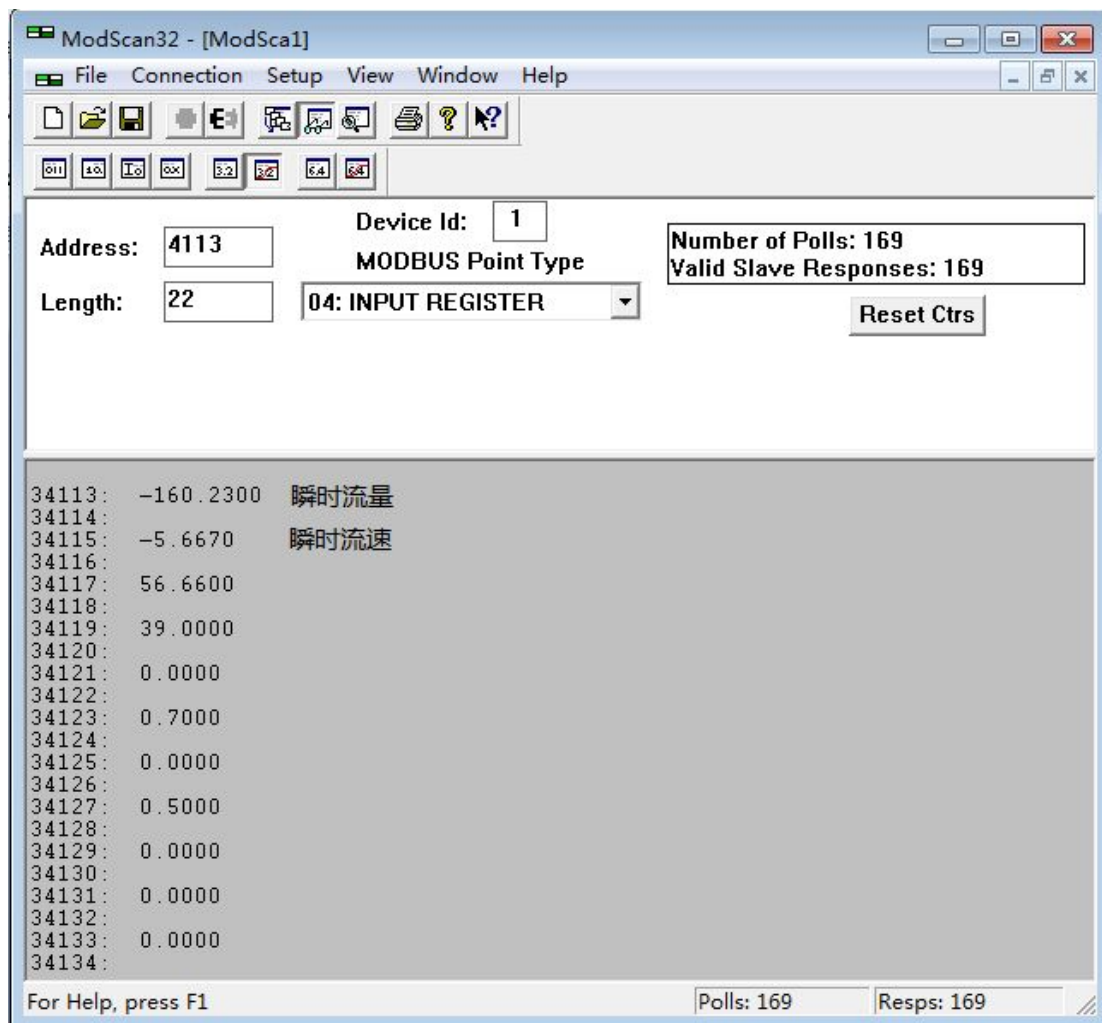 ModScan32 - [ModSca1]
File Connection Setup View Window Help
Address: 4113
Device Id: 1
MODBUS Point Type
Length: 22
04: INPUT REGISTER
Number of Polls: 169
Valid Slave Responses: 169
Reset Ctrs
34113: -160.2300 瞬时流量
34114:
34115: -5.6670 瞬时流速
34116:
34117: 56.6600
34118:
34119: 39.0000
34120:
34121: 0.0000
34122:
34123: 0.7000
34124:
34125: 0.0000
34126:
34127: 0.5000
34128:
34129: 0.0000
34130:
34131: 0.0000
34132:
34133: 0.0000
34134:
For Help, press F1
Polls: 169
Resps: 169